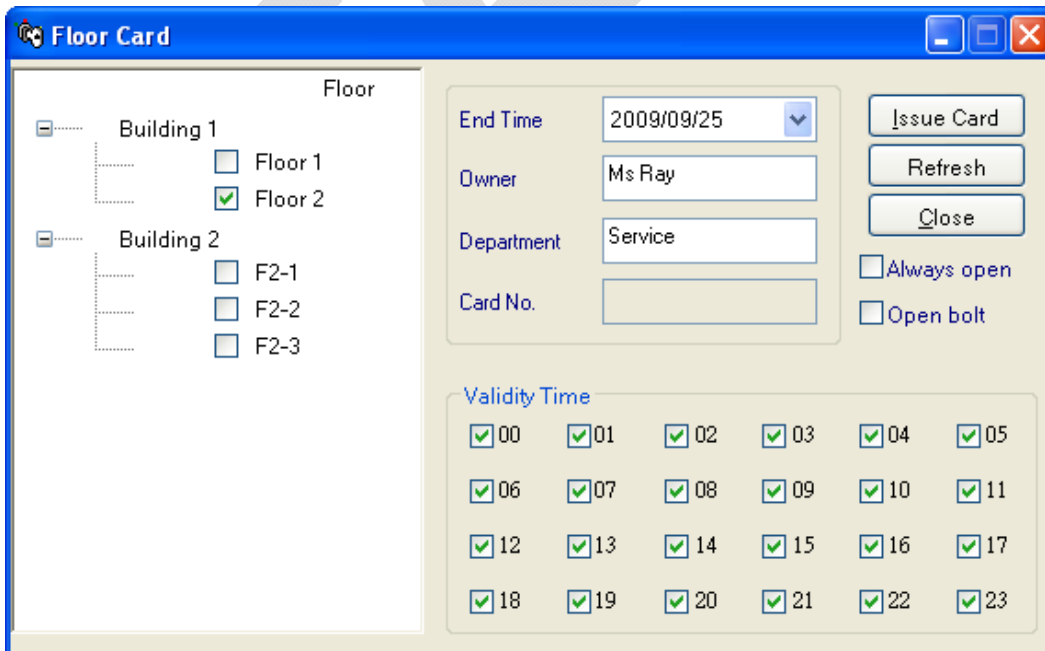 Floor Card
Floor
Building 1
Floor 1
Floor 2
Building 2
F2-1
F2-2
F2-3
End Time 2009/09/25
Owner Ms Ray
Department Service
Card No.
Issue Card
Refresh
Close
Always open
Open bolt
Validity Time
00 01 02 03 04 05
06 07 08 09 10 11
12 13 14 15 16 17
18 19 20 21 22 23